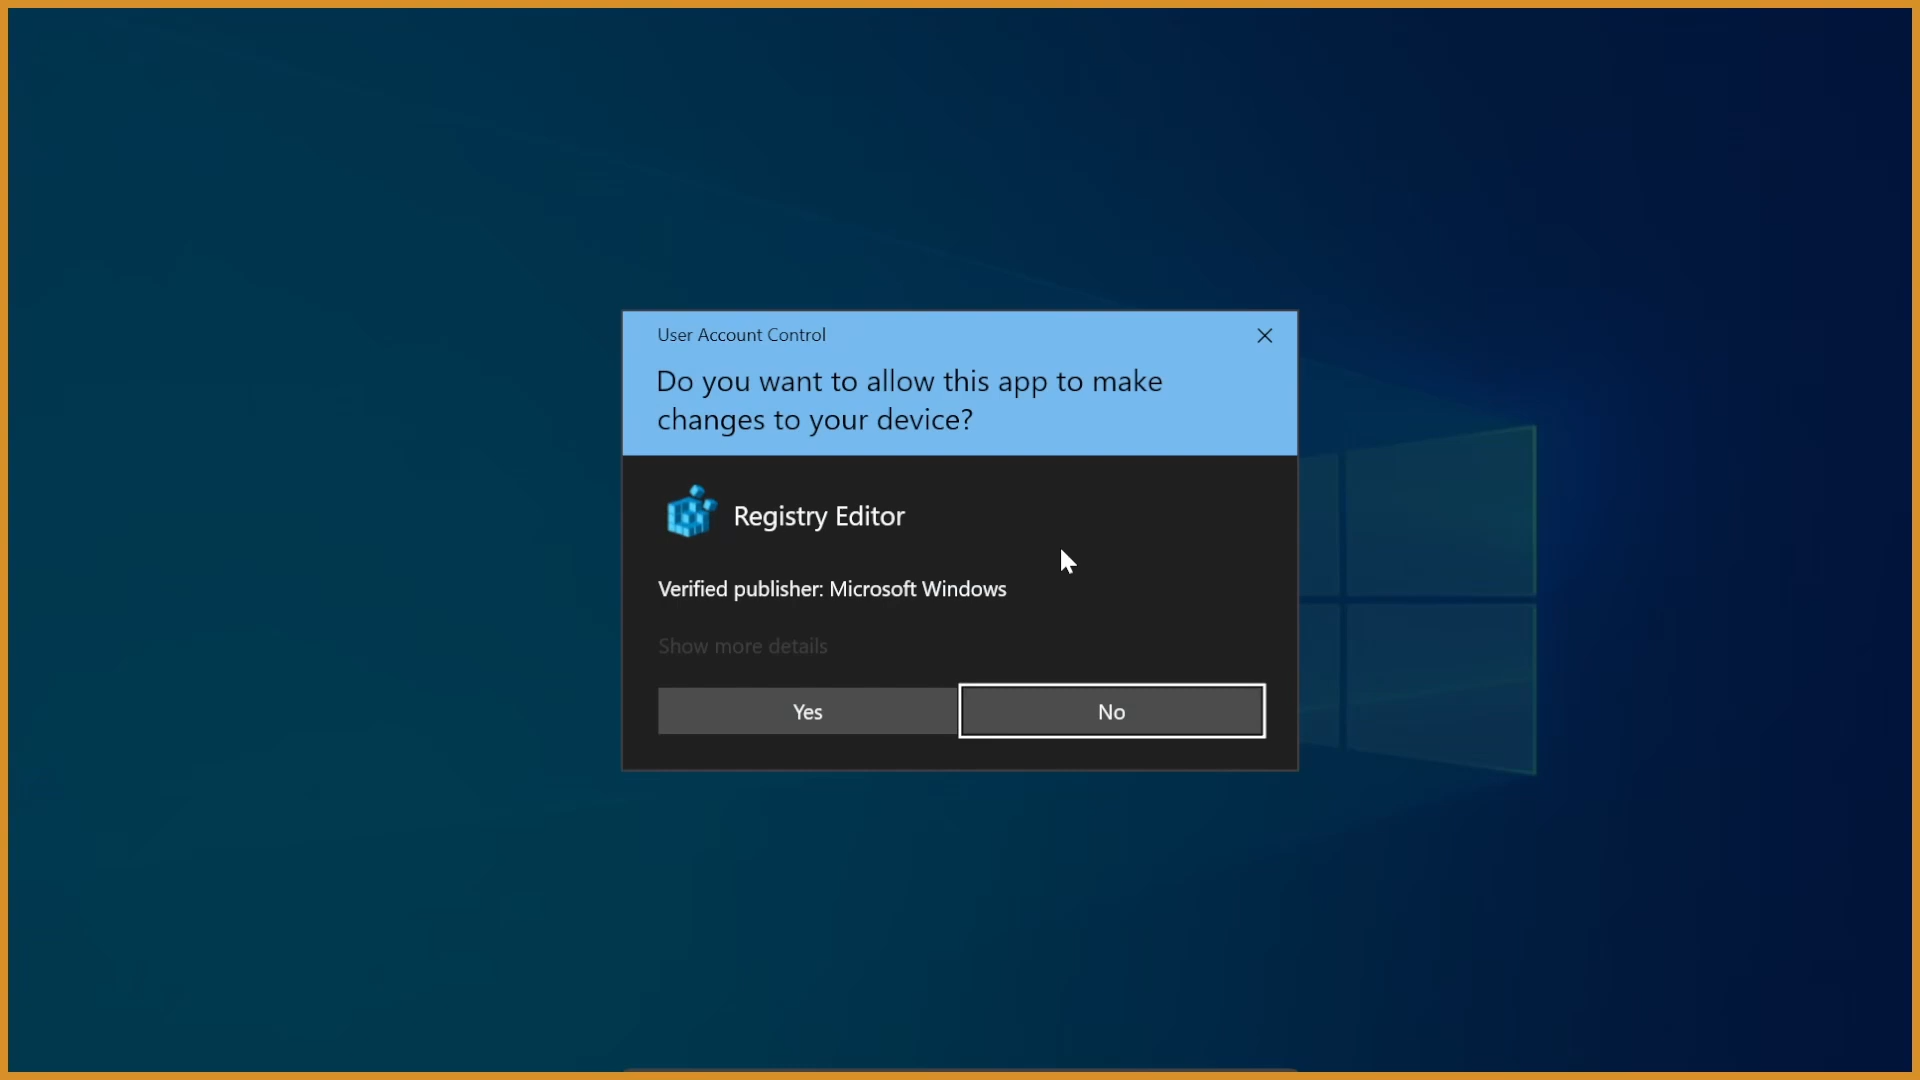 User Account Control
Do you want to allow this app to make
changes to your device?
Registry Editor
Verified publisher: Microsoft Windows
Show more details
Yes
No